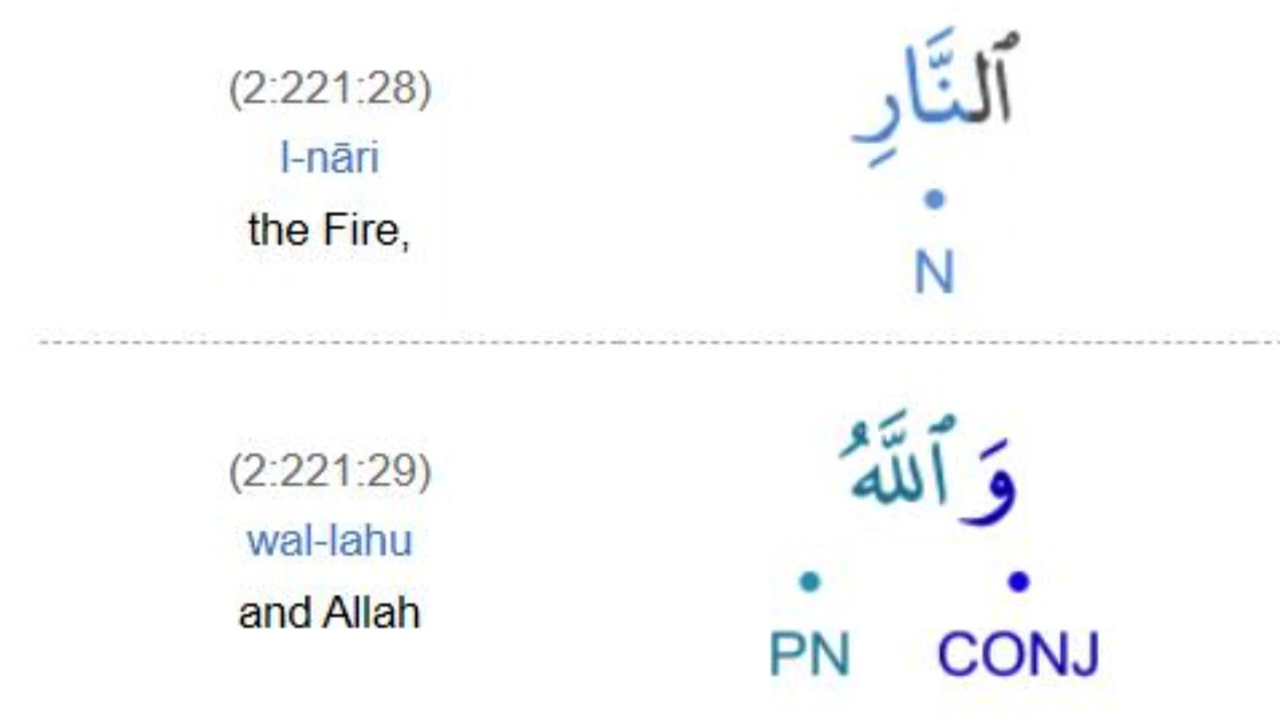 (2:221:28)
l-nāri
the Fire,
ٱلنَّارِ
N
(2:221:29)
wal-lahu
and Allah
وَٱللَّهُ
PN CONJ